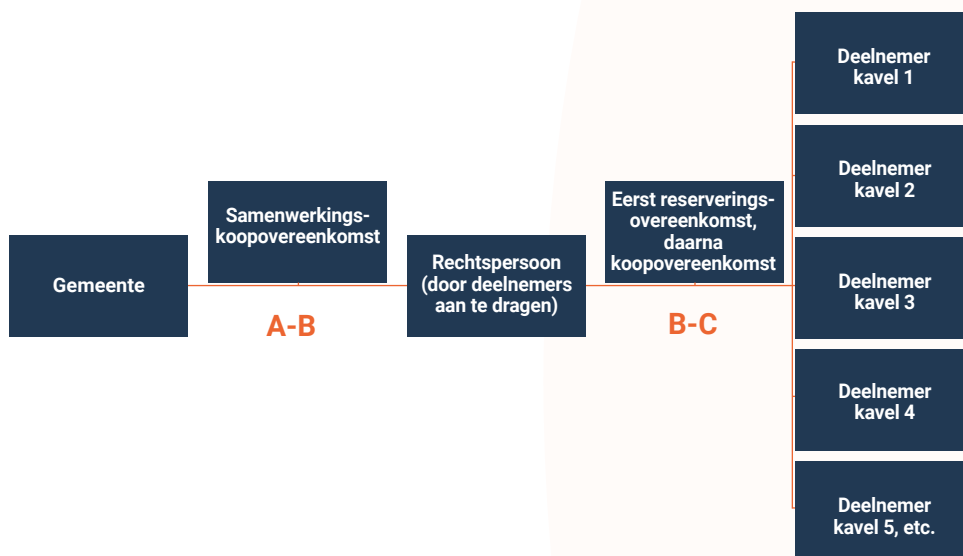 Gemeente
Samenwerkings-
koopovereenkomst
A-B
Rechtspersoon
(door deelnemers
aan te dragen)
Eerst reserverings-
overeenkomst,
daarna
koopovereenkomst
B-C
Deelnemer
kavel 1
Deelnemer
kavel 2
Deelnemer
kavel 3
Deelnemer
kavel 4
Deelnemer
kavel 5, etc.